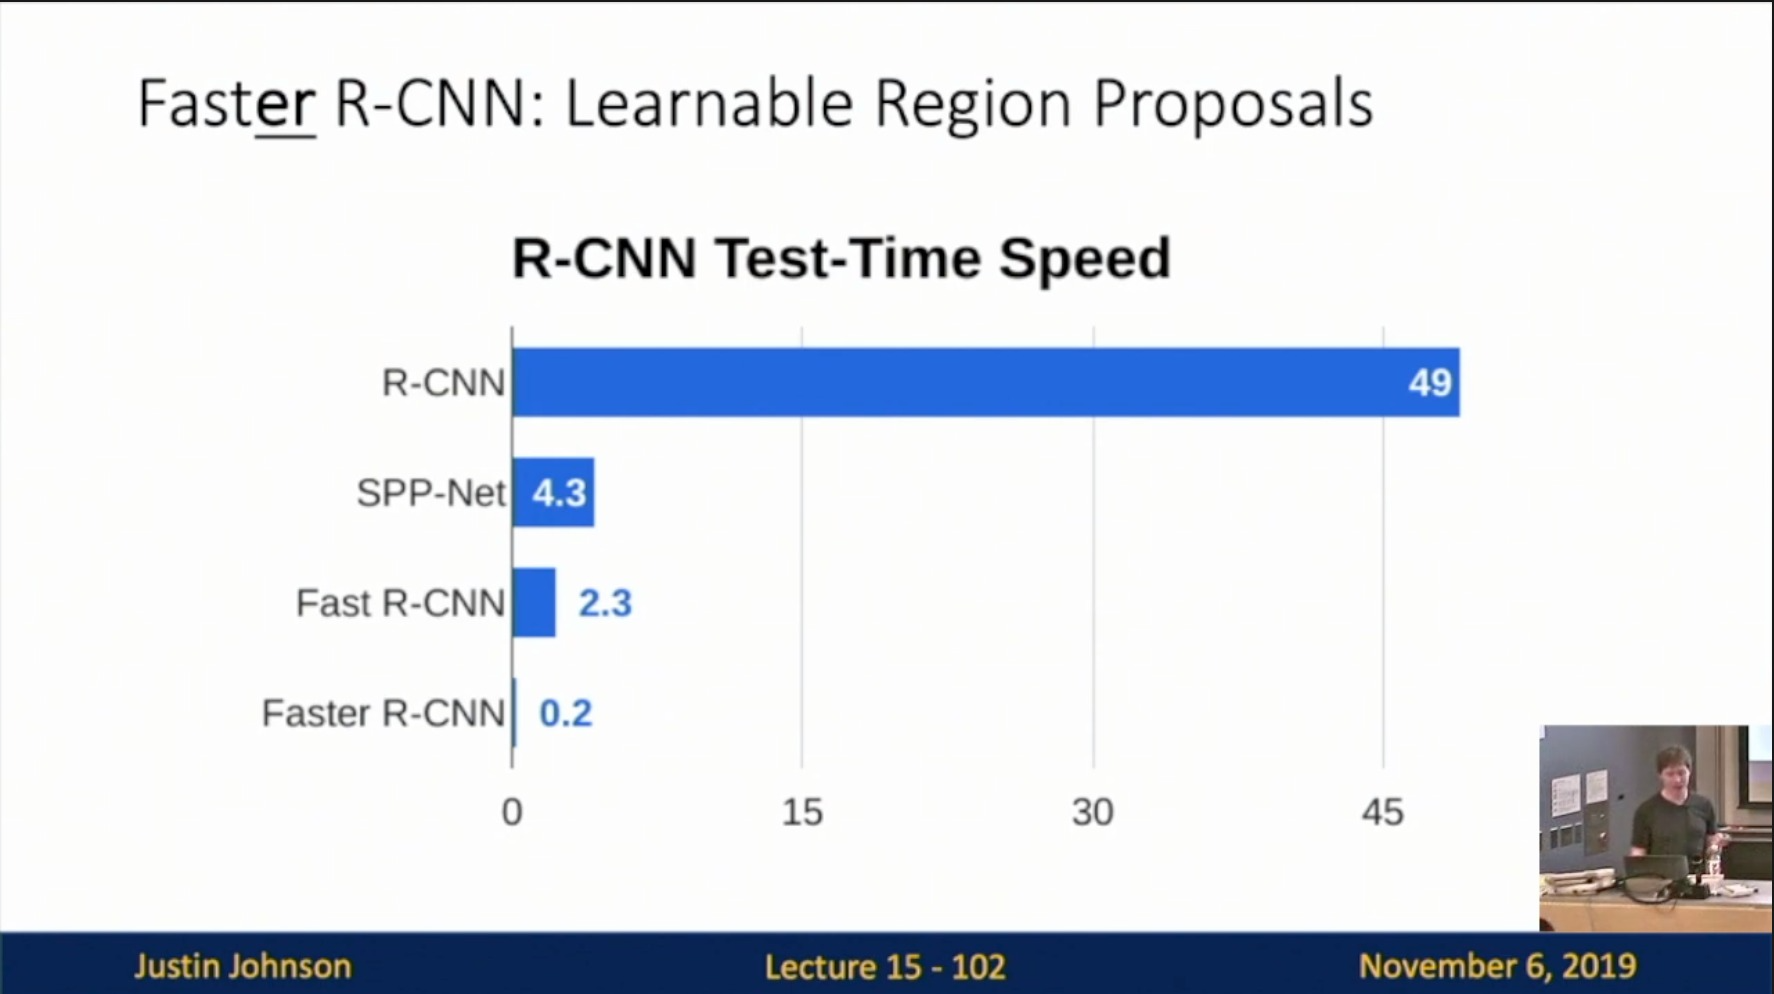 Faster R-CNN: Learnable Region Proposals
R-CNN Test-Time Speed
R-CNN 49
SPP-Net 4.3
Fast R-CNN 2.3
Faster R-CNN 0.2
0 15 30 45
Justin Johnson Lecture 15 - 102 November 6, 2019